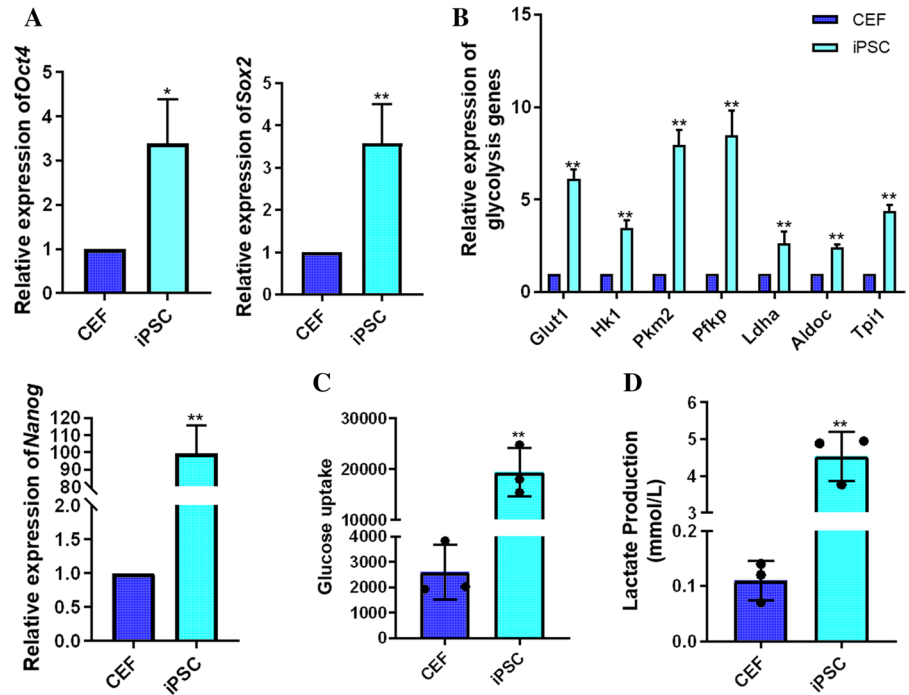 A
Relative expression of Oct4
5
4
3
2
1
0
*
CEF
iPSC
Relative expression of Sox2
5
4
3
2
1
0
**
CEF
iPSC
B
CEF
iPSC
Relative expression of
glycolysis genes
15
10
5
0
**
**
**
**
**
**
**
Glut1
Hk1
Pkm2
Pfkp
Ldha
Aldoc
Tpi1
Relative expression of Nanog
120
110
100
90
80
2.0
1.5
1.0
0.5
0.0
**
CEF
iPSC
C
Glucose uptake
30000
20000
10000
4000
3000
2000
1000
0
**
CEF
iPSC
D
Lactate Production
(mmol/L)
6
5
4
3
0.2
0.1
0.0
**
CEF
iPSC